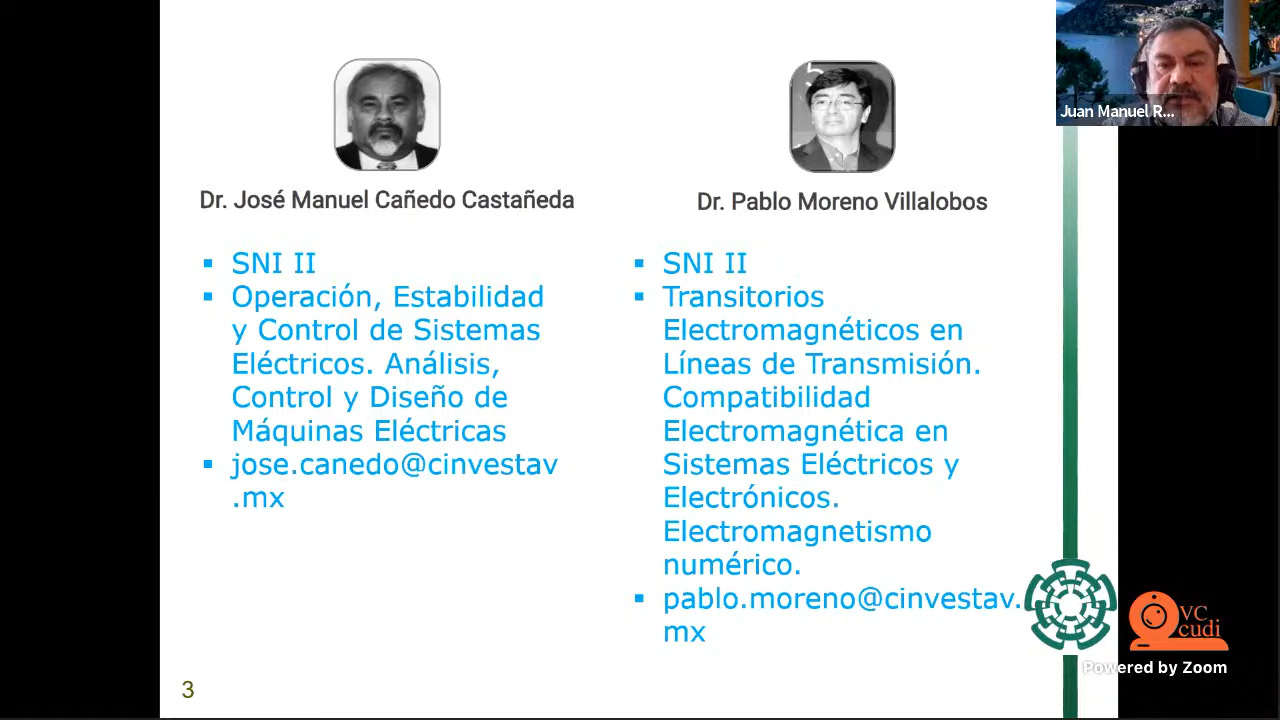 Juan Manuel R...
Dr. José Manuel Cañedo Castañeda
SNI II
Operación, Estabilidad
y Control de Sistemas
Eléctricos. Análisis,
Control y Diseño de
Máquinas Eléctricas
jose.canedo@cinvestav
.mx
Dr. Pablo Moreno Villalobos
SNI II
Transitorios
Electromagnéticos en
Líneas de Transmisión.
Compatibilidad
Electromagnética en
Sistemas Eléctricos y
Electrónicos.
Electromagnetismo
numérico.
pablo.moreno@cinvestav.
mx
VC
cudi
Powered by Zoom
3